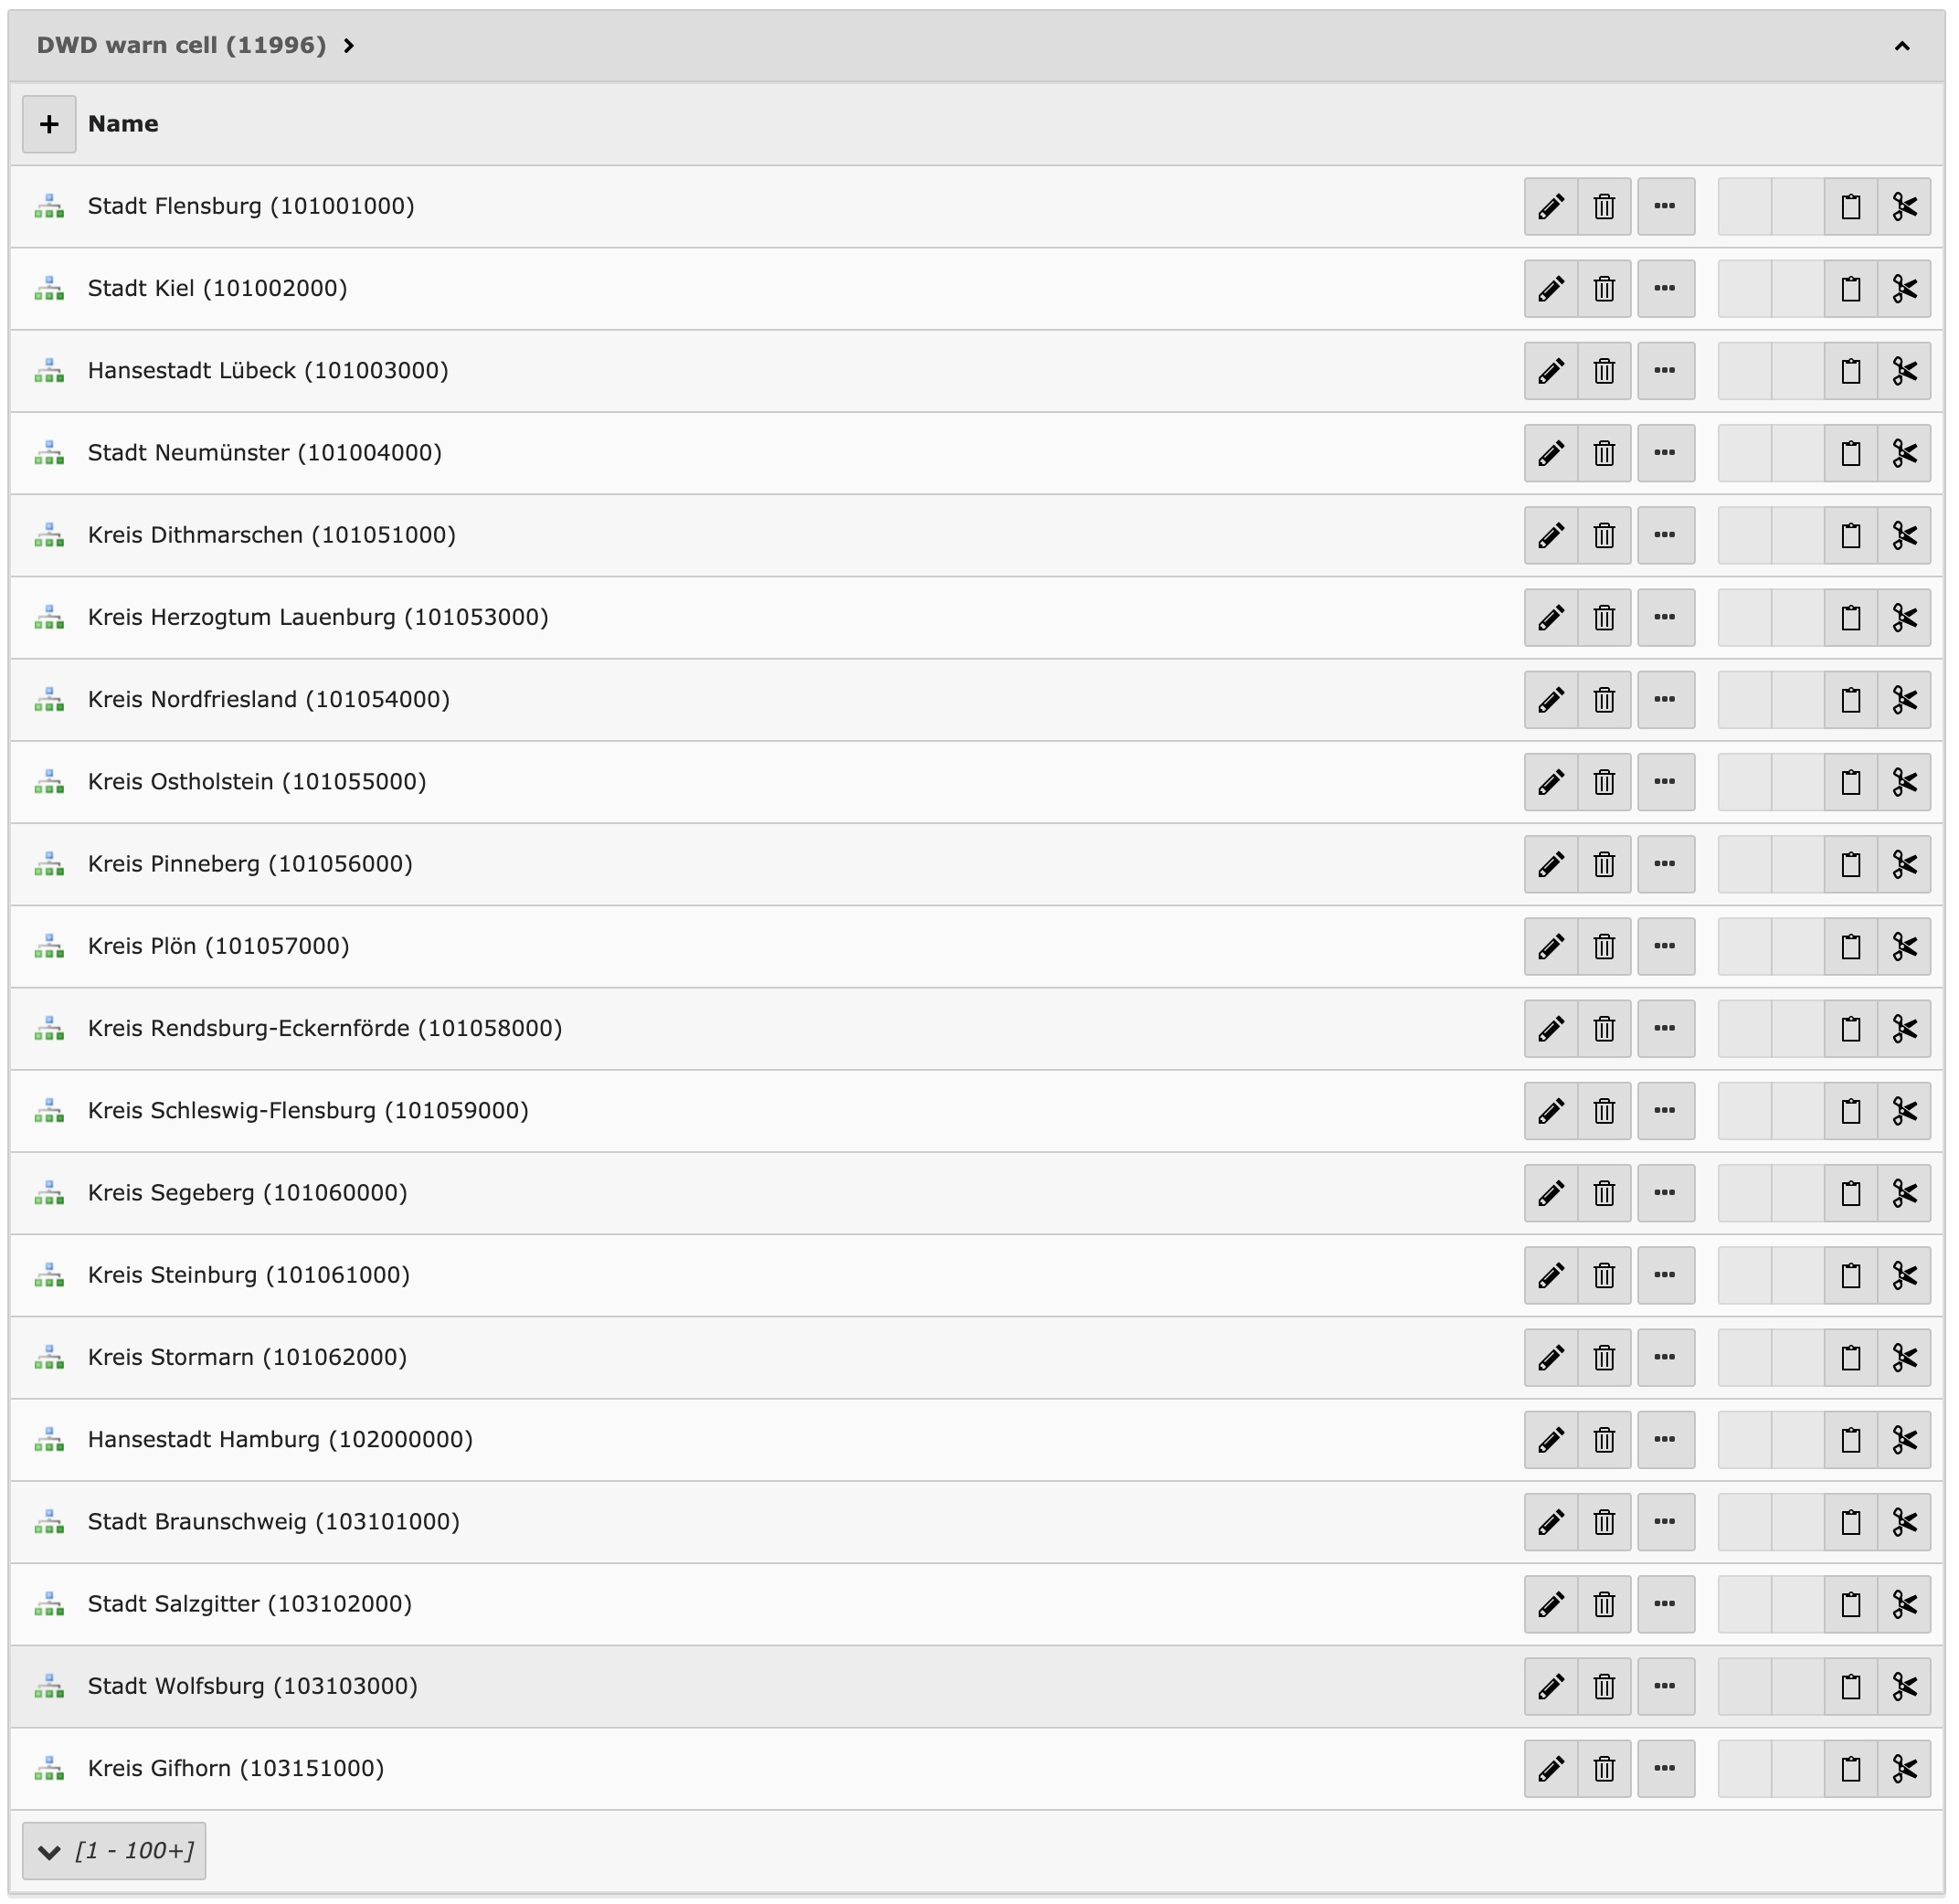 DWD warn cell (11996)
Name
Stadt Flensburg (101001000)
Stadt Kiel (101002000)
Hansestadt Lübeck (101003000)
Stadt Neumünster (101004000)
Kreis Dithmarschen (101051000)
Kreis Herzogtum Lauenburg (101053000)
Kreis Nordfriesland (101054000)
Kreis Ostholstein (101055000)
Kreis Pinneberg (101056000)
Kreis Plön (101057000)
Kreis Rendsburg-Eckernförde (101058000)
Kreis Schleswig-Flensburg (101059000)
Kreis Segeberg (101060000)
Kreis Steinburg (101061000)
Kreis Stormarn (101062000)
Hansestadt Hamburg (102000000)
Stadt Braunschweig (103101000)
Stadt Salzgitter (103102000)
Stadt Wolfsburg (103103000)
Kreis Gifhorn (103151000)
[1 - 100+]